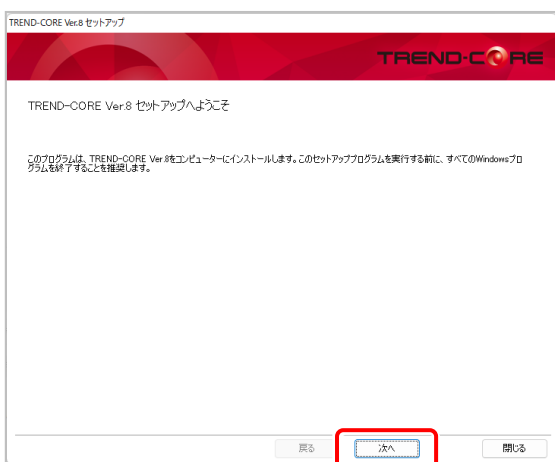 TREND-CORE Ver.8 セットアップ
TREND-CORE
TREND-CORE Ver.8 セットアップへようこそ
このプログラムは、TREND-CORE Ver.8をコンピューターにインストールします。このセットアッププログラムを実行する前に、すべてのWindowsプロ
グラムを終了することを推奨します。
戻る
次へ
閉じる